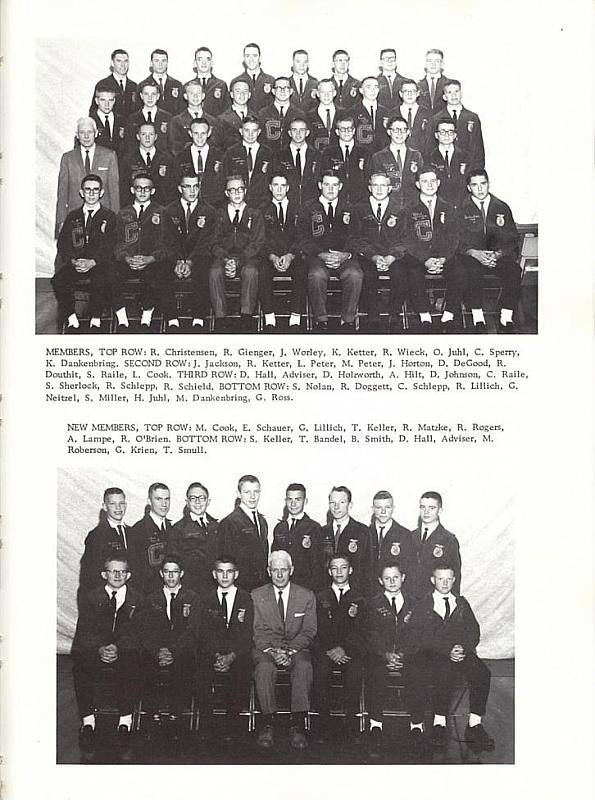 MEMBERS, TOP ROW: R. Christensen, R. Gienger, J. Worley, K. Ketter, R. Wieck, O. Juhl, C. Sperry,
K. Dankenbring. SECOND ROW: J. Jackson, R. Ketter, L. Peter, M. Peter, J. Horton, D. DeGood, R.
Douthit, S. Raile, L. Cook. THIRD ROW: D. Hall, Adviser, D. Holzworth, A. Hilt, D. Johnson, C. Raile,
S. Sherlock, R. Schlepp, R. Schield. BOTTOM ROW: S. Nolan, R. Doggett, C. Schlepp, R. Lillich, G.
Neitzel, S. Miller, H. Juhl, M. Dankenbring, G. Ross.
NEW MEMBERS, TOP ROW: M. Cook, E. Schauer, G. Lillich, T. Keller, R. Matzke, R. Rogers,
A. Lampe, R. O'Brien. BOTTOM ROW: S. Keller, T. Bandel, B. Smith, D. Hall, Adviser, M.
Roberson, G. Krien, T. Smull.